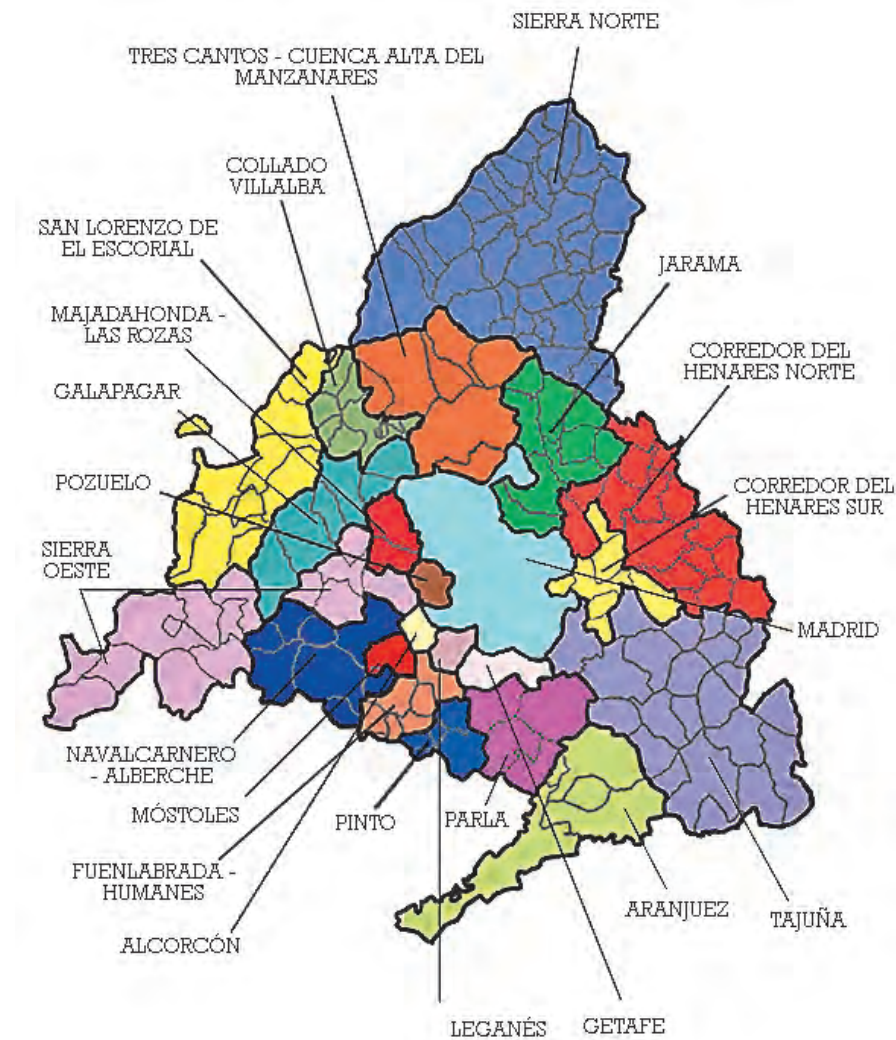 SIERRA NORTE
TRES CANTOS - CUENCA ALTA DEL
MANZANARES
COLLADO
VILLALBA
SAN LORENZO DE
EL ESCORIAL
JARAMA
MAJADAHONDA -
LAS ROZAS
CORREDOR DEL
HENARES NORTE
GALAPAGAR
POZUELO
CORREDOR DEL
HENARES SUR
SIERRA
OESTE
MADRID
NAVALCARNERO
- ALBERCHE
MÓSTOLES
PINTO
PARLA
FUENLABRADA -
HUMANES
ARANJUEZ
TAJUÑA
ALCORCÓN
LEGANÉS
GETAFE